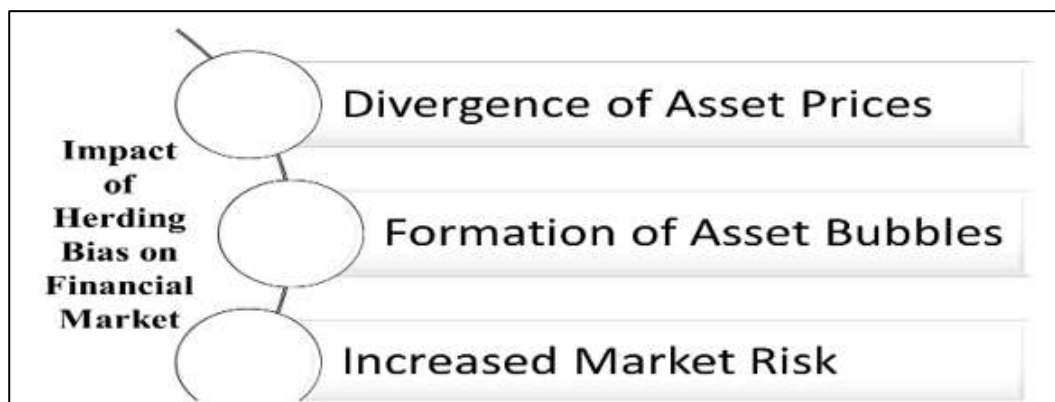 Impact
of
Herding
Bias on
Financial
Market
Divergence of Asset Prices
Formation of Asset Bubbles
Increased Market Risk